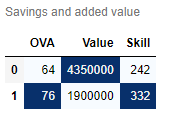 Savings and added value
OVA Value Skill
0 64 4350000 242
1 76 1900000 332